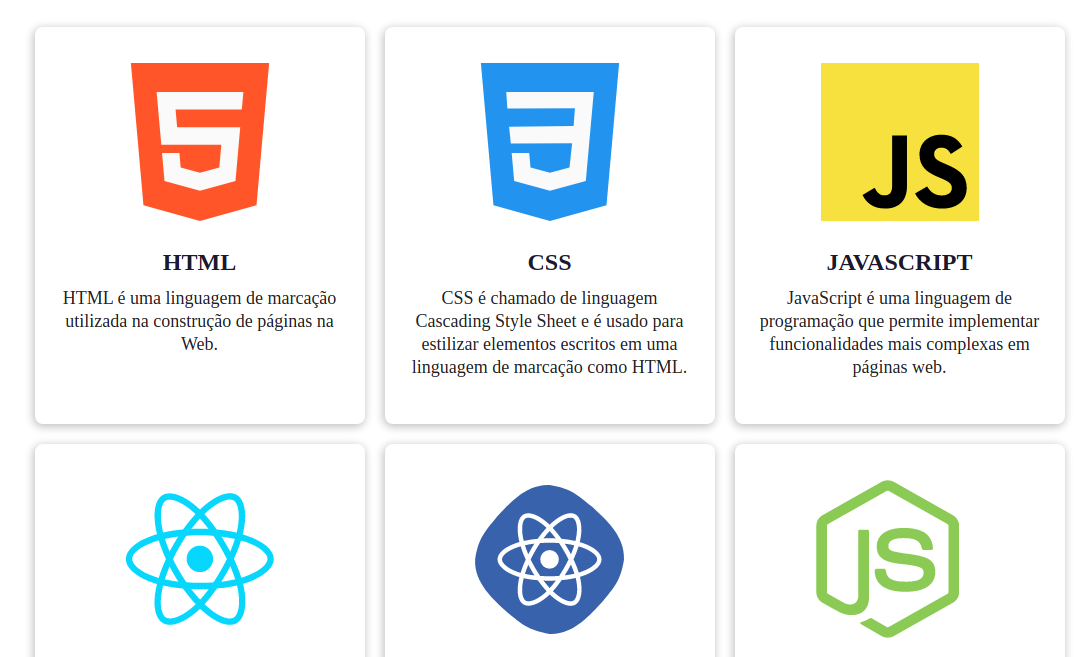 5
3
JS
HTML
HTML é uma linguagem de marcação
utilizada na construção de páginas na
Web.
CSS
CSS é chamado de linguagem
Cascading Style Sheet e é usado para
estilizar elementos escritos em uma
linguagem de marcação como HTML.
JAVASCRIPT
JavaScript é uma linguagem de
programação que permite implementar
funcionalidades mais complexas em
páginas web.
JS